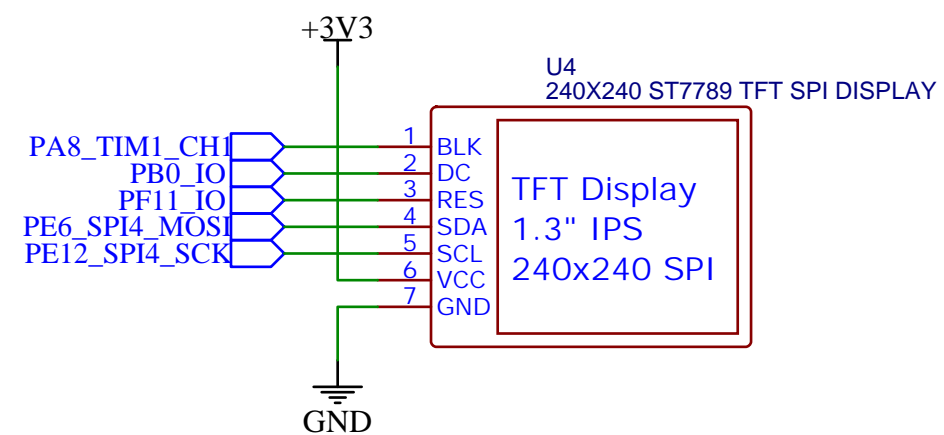 +3V3
U4
240X240 ST7789 TFT SPI DISPLAY
PA8_TIM1_CH1 1 BLK
PB0_IO 2 DC
PF11_IO 3 RES
PE6_SPI4_MOSI 4 SDA
PE12_SPI4_SCK 5 SCL
6 VCC
7 GND
TFT Display
1.3" IPS
240x240 SPI
GND